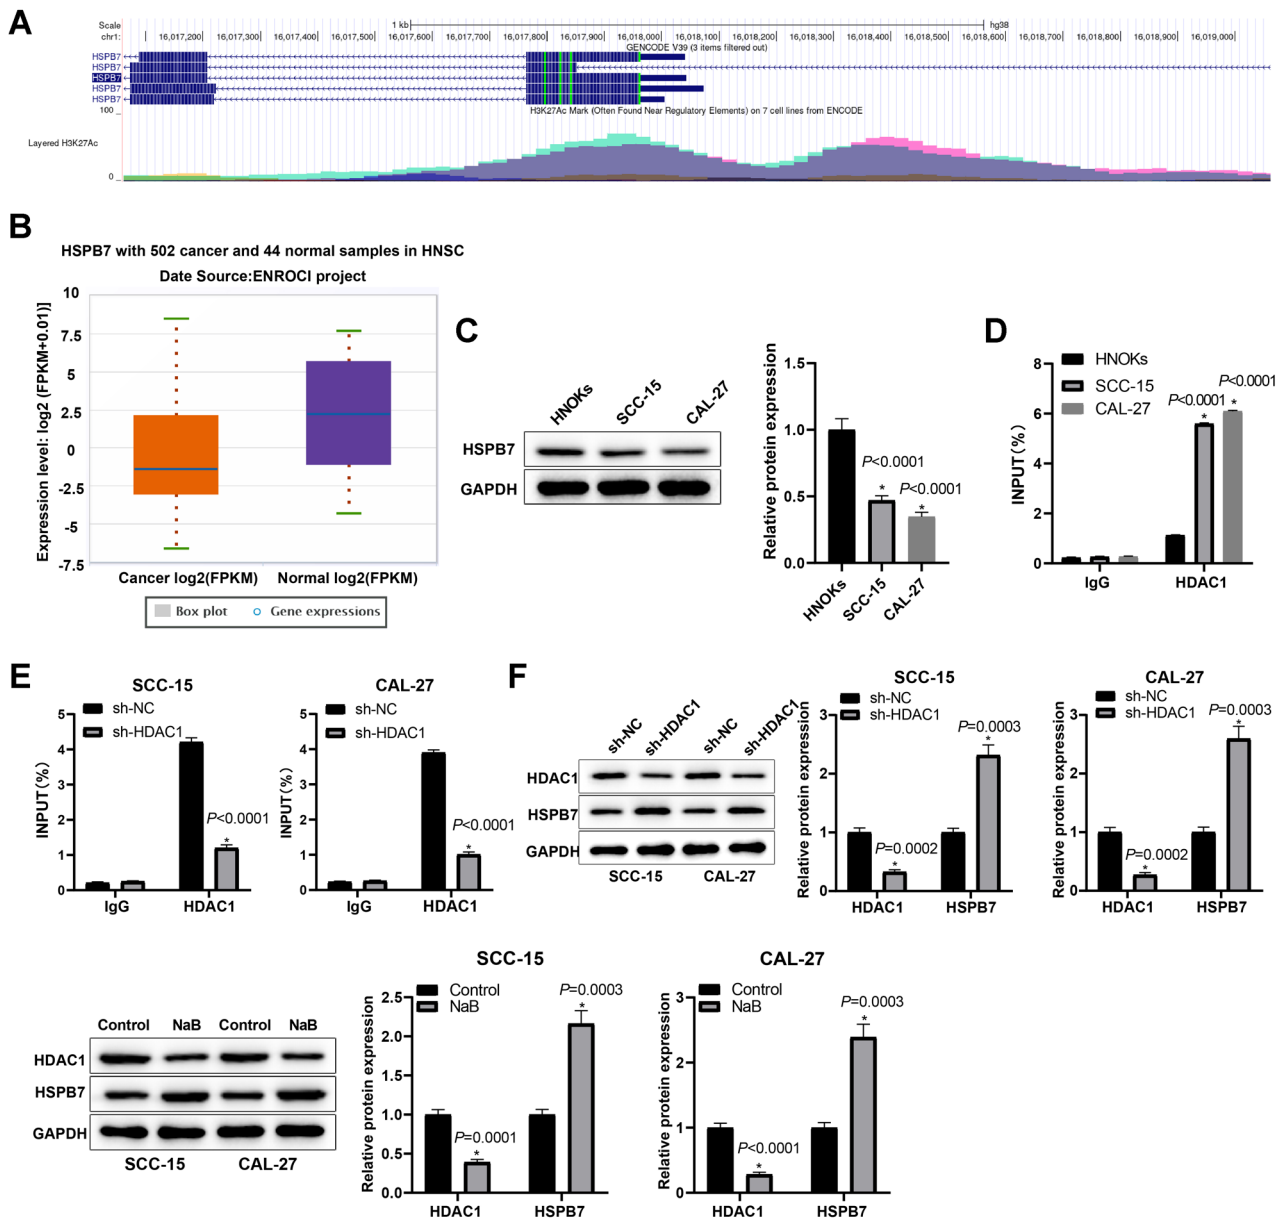 A
Scale
1 kb
hg38
chr1:
16,017,200
16,017,300
16,017,400
16,017,500
16,017,600
16,017,700
16,017,800
16,017,900
16,018,000
16,018,100
16,018,200
16,018,300
16,018,400
16,018,500
16,018,600
16,018,700
16,018,800
16,018,900
16,019,000
GENCODE V39 (3 items filtered out)
HSPB7
HSPB7
HSPB7
HSPB7
HSPB7
H3K27Ac Mark (Often Found Near Regulatory Elements) on 7 cell lines from ENCODE
100
Layered H3K27Ac
0
B
HSPB7 with 502 cancer and 44 normal samples in HNSC
Date Source:ENROCI project
Expression level: log2 (FPKM+0.01)]
10
7.5
5
2.5
0
-2.5
-5
-7.5
Cancer log2(FPKM)
Normal log2(FPKM)
Box plot
Gene expressions
C
HNOKs
SCC-15
CAL-27
HSPB7
GAPDH
Relative protein expression
1.5
1.0
0.5
0.0
P<0.0001
*
P<0.0001
*
HNOKs
SCC-15
CAL-27
D
INPUT(%)
8
6
4
2
0
HNOKs
SCC-15
CAL-27
P<0.0001
*
P<0.0001
*
IgG
HDAC1
E
SCC-15
sh-NC
sh-HDAC1
INPUT(%)
5
4
3
2
1
0
P<0.0001
*
IgG
HDAC1
CAL-27
sh-NC
sh-HDAC1
INPUT(%)
5
4
3
2
1
0
P<0.0001
*
IgG
HDAC1
F
sh-NC
sh-HDAC1
sh-NC
sh-HDAC1
HDAC1
HSPB7
GAPDH
SCC-15
CAL-27
SCC-15
sh-NC
sh-HDAC1
Relative protein expression
3
2
1
0
P=0.0002
*
P=0.0003
*
HDAC1
HSPB7
CAL-27
sh-NC
sh-HDAC1
Relative protein expression
3
2
1
0
P=0.0002
*
P=0.0003
*
HDAC1
HSPB7
Control
NaB
Control
NaB
HDAC1
HSPB7
GAPDH
SCC-15
CAL-27
SCC-15
Control
NaB
Relative protein expression
2.5
2.0
1.5
1.0
0.5
0.0
P=0.0001
*
P=0.0003
*
HDAC1
HSPB7
CAL-27
Control
NaB
Relative protein expression
3
2
1
0
P<0.0001
*
P=0.0003
*
HDAC1
HSPB7